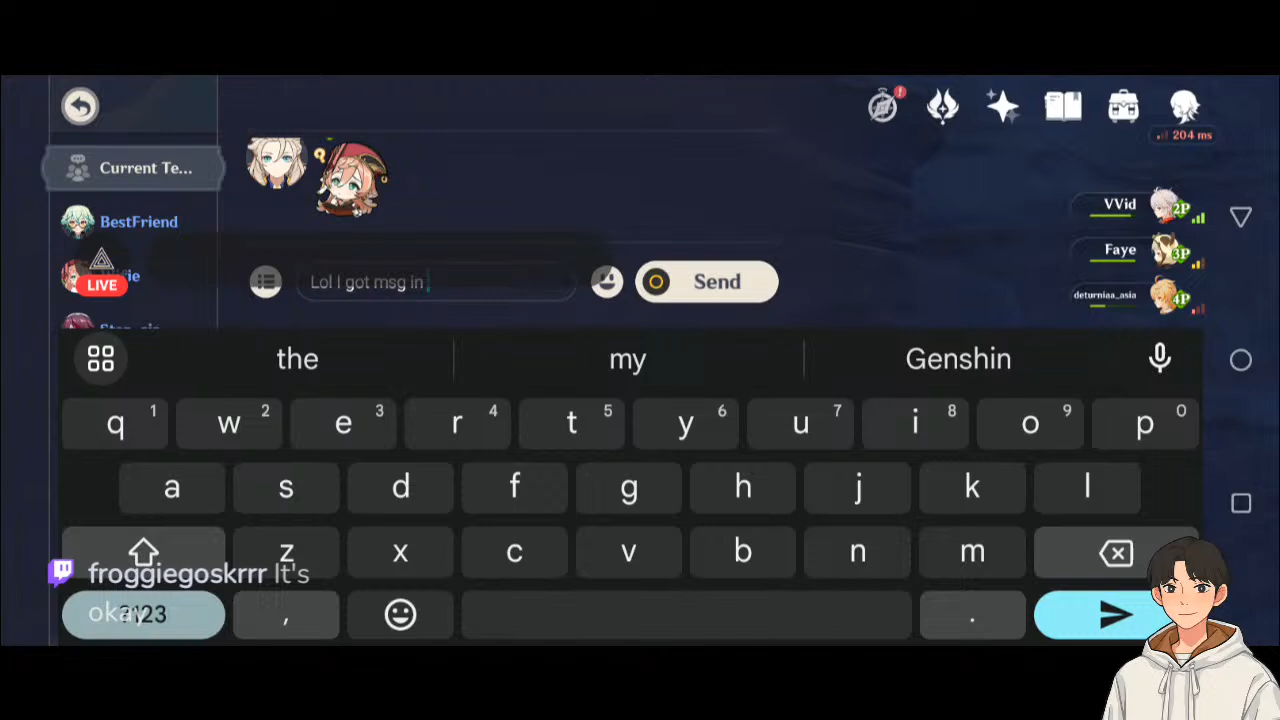 204 ms
Current Te...
VVid
2P
BestFriend
Faye
3P
LIVE
Lol I got msg in
Send
deturniaa_asia
4P
the
my
Genshin
q 1 w 2 e 3 r 4 t 5 y 6 u 7 i 8 o 9 p 0
a s d f g h j k l
z x c v b n m
froggiegoskrrr It's
okay
?123
,
.